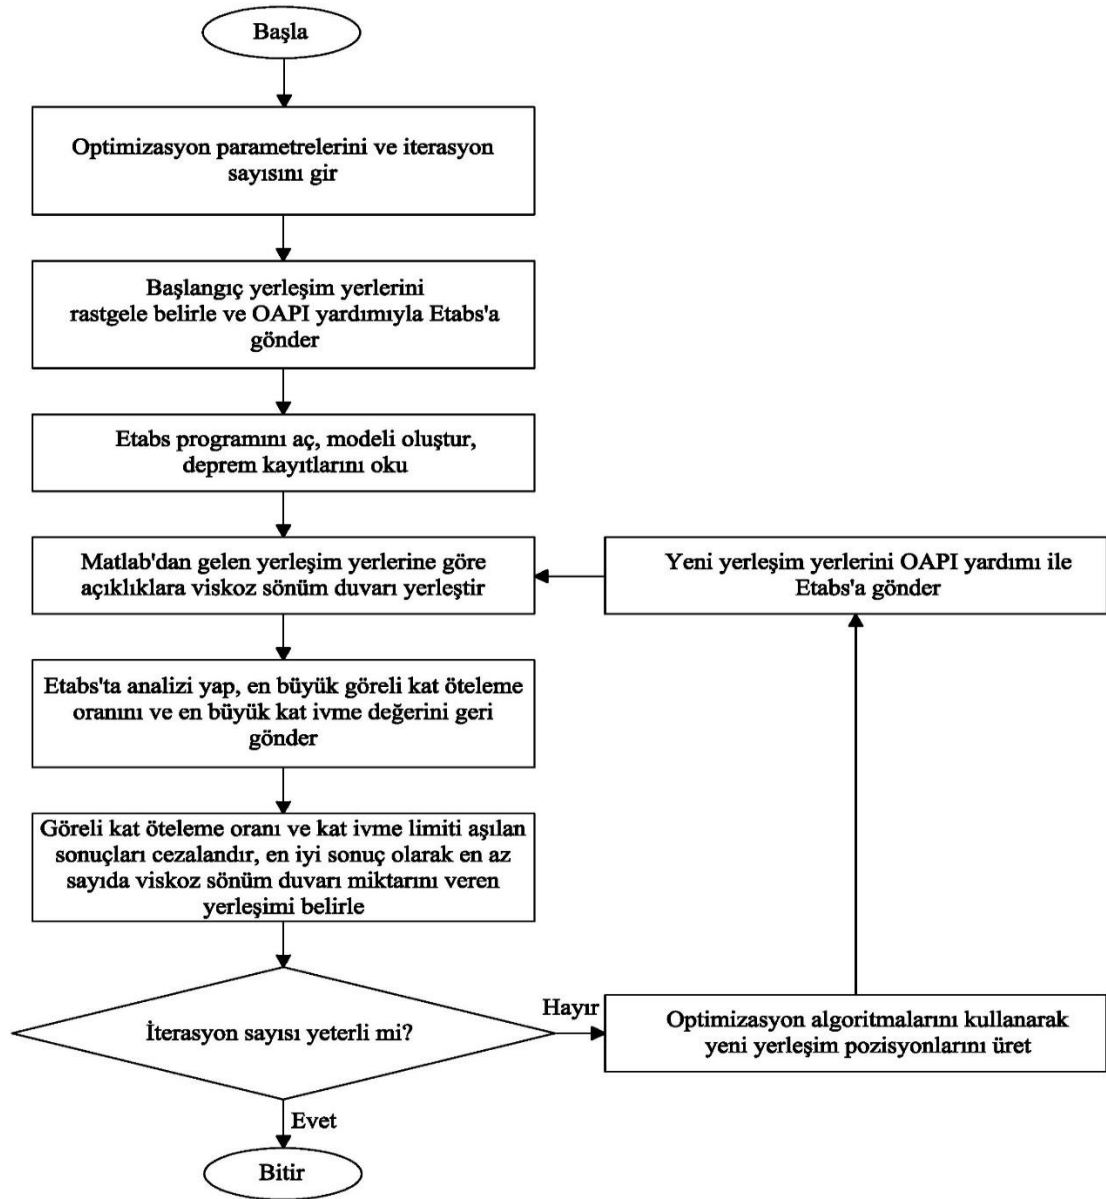 Başla
Optimizasyon parametrelerini ve iterasyon
sayısını gir
Başlangıç yerleşim yerlerini
rastgele belirle ve OAPI yardımıyla Etabs'a
gönder
Etabs programını aç, modeli oluştur,
deprem kayıtlarını oku
Matlab'dan gelen yerleşim yerlerine göre
açıklıklara viskoz sönüm duvarı yerleştir
Yeni yerleşim yerlerini OAPI yardımı ile
Etabs'a gönder
Etabs'ta analizi yap, en büyük göreli kat öteleme
oranını ve en büyük kat ivme değerini geri
gönder
Göreli kat öteleme oranı ve kat ivme limiti aşılan
sonuçları cezalandır, en iyi sonuç olarak en az
sayıda viskoz sönüm duvarı miktarını veren
yerleşimi belirle
İterasyon sayısı yeterli mi?
Hayır
Optimizasyon algoritmalarını kullanarak
yeni yerleşim pozisyonlarını üret
Evet
Bitir